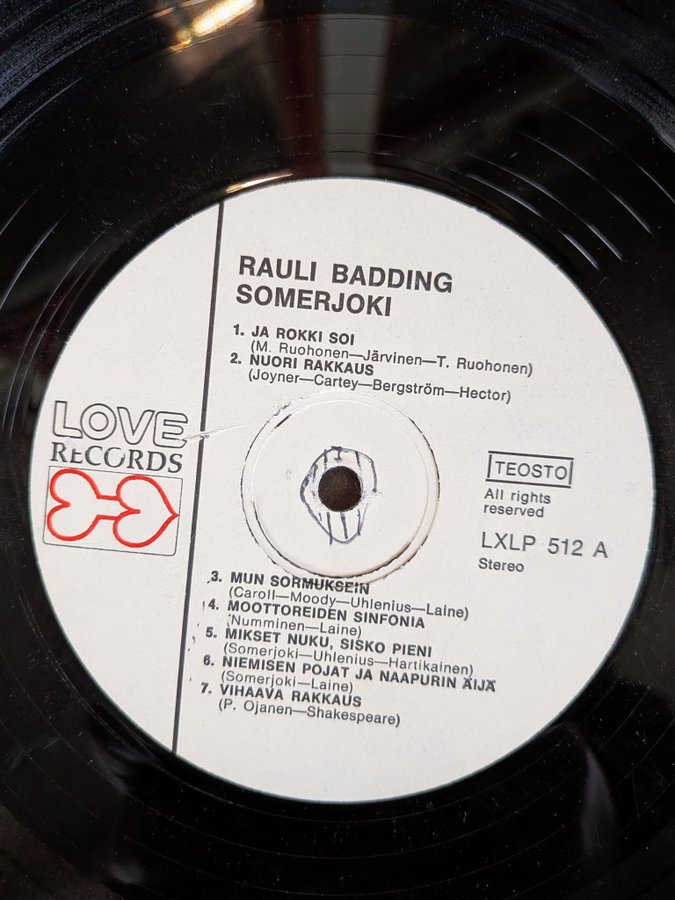 RAULI BADDING
SOMERJOKI
1. JA ROKKI SOI
(M. Ruohonen—Järvinen—T. Ruohonen)
2. NUORI RAKKAUS
(Joyner—Cartey—Bergström—Hector)
LOVE
RECORDS
TEOSTO
All rights
reserved
LXLP 512 A
Stereo
3. MUN SORMUKSEIN
(Caroll—Moody—Uhlenius—Laine)
4. MOOTTOREIDEN SINFONIA
(Numminen—Laine)
5. MIKSET NUKU, SISKO PIENI
(Somerjoki—Uhlenius—Hartikainen)
6. NIEMISEN POJAT JA NAAPURIN ÄIJÄ
(Somerjoki—Laine)
7. VIHAAVA RAKKAUS
(P. Ojanen—Shakespeare)